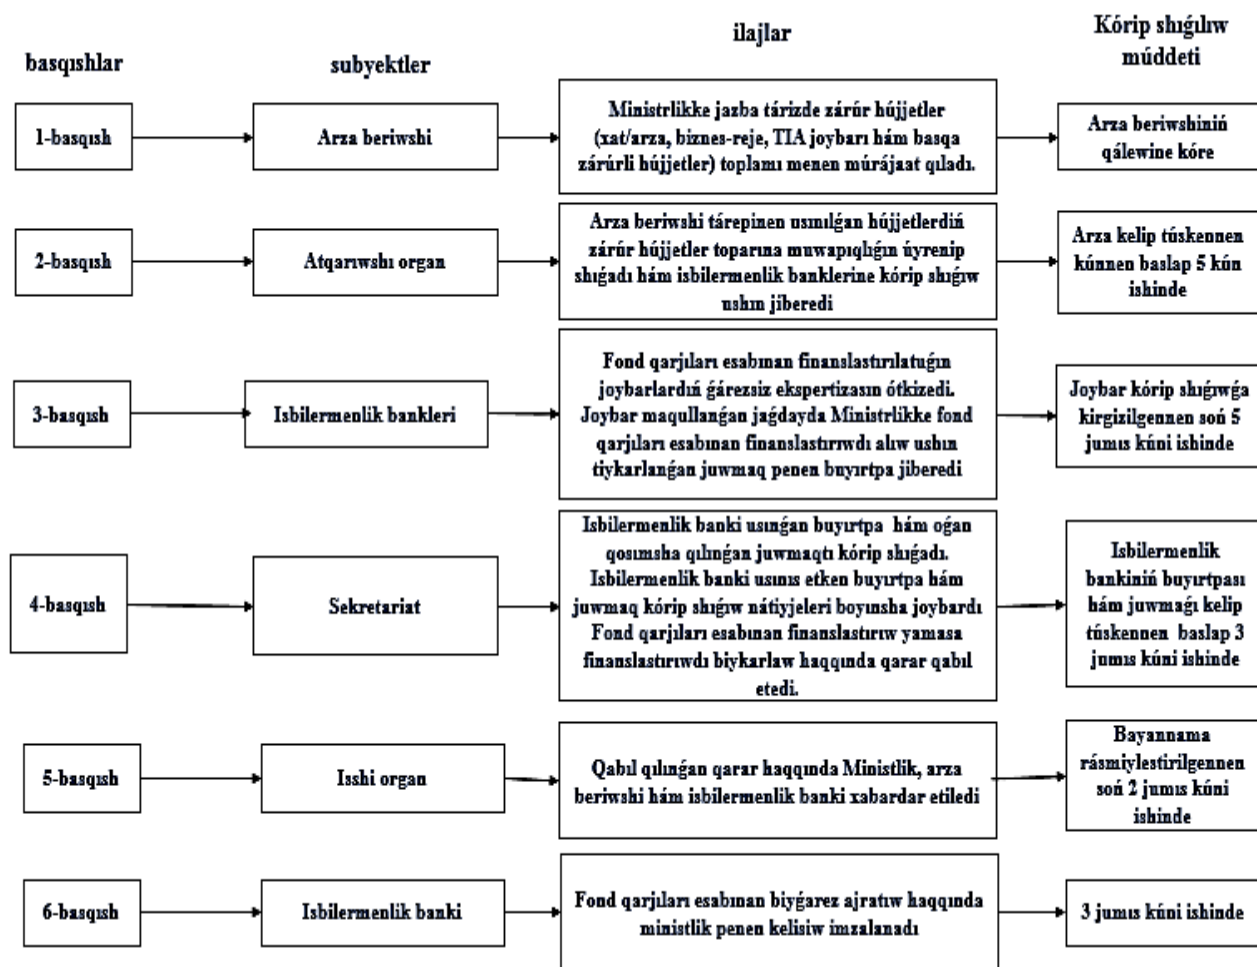 basqıshlar
subyektler
ilajlar
Kórip shıǵılıw
múddeti
1-basqısh
Arza beriwshi
Ministrlikke jazba tárizde zárúr hújjetler
(xat/arza, biznes-reje, TIA joybarı hám basqa
zárúrli hújjetler) toplamı menen múrájaat qıladı.
Arza beriwshiniń
qálewine kóre
2-basqısh
Atqarıwshı organ
Arza beriwshi tárepinen usınılǵan hújjetlerdiń
zárúr hújjetler toparına muwapıqlıǵın úyrenip
shıǵadı hám isbilermenlik banklerine kórip shıǵıw
ushın jiberedi
Arza kelip túskennen
kúnnen baslap 5 kún
ishinde
3-basqısh
Isbilermenlik bankleri
Fond qarjıları esabınan finanslastırılatuǵın
joybarlardıń ǵárezsiz ekspertizasın ótkizedi.
Joybar maqullanǵan jaǵdayda Ministrlikke fond
qarjıları esabınan finanslastırıwdı alıw ushın
tiykarlanǵan juwmaq penen buyırtpa jiberedi
Joybar kórip shıǵıwǵa
kirgizilgennen soń 5
jumıs kúni ishinde
4-basqısh
Sekretariat
Isbilermenlik banki usınǵan buyırtpa hám oǵan
qosımsha qılınǵan juwmaqtı kórip shıǵadı.
Isbilermenlik banki usınıs etken buyırtpa hám
juwmaq kórip shıǵıw nátiyjeleri boyınsha joybardı
Fond qarjıları esabınan finanslastırıw yamasa
finanslastırıwdı biykarlaw haqqında qarar qabıl
etedi.
Isbilermenlik
bankiniń buyırtpası
hám juwmaǵı kelip
túskennen baslap 3
jumıs kúni ishinde
5-basqısh
Isshi organ
Qabıl qılınǵan qarar haqqında Ministlik, arza
beriwshi hám isbilermenlik banki xabardar etiledi
Bayannama
rásmiylestirilgennen
soń 2 jumıs kúni
ishinde
6-basqısh
Isbilermenlik banki
Fond qarjıları esabınan biyǵarez ajratıw haqqında
ministlik penen kelisiw imzalanadı
3 jumıs kúni ishinde